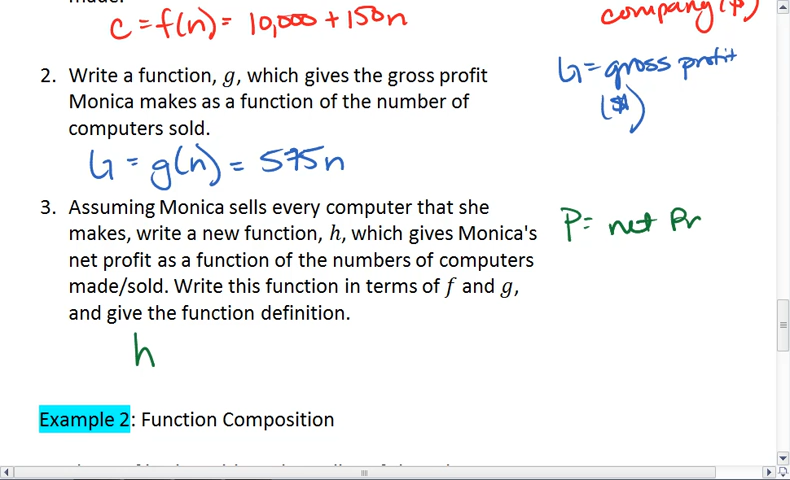 C = f(n) = 10,000 + 150n
company ($)
2. Write a function, g, which gives the gross profit
Monica makes as a function of the number of
computers sold.
G = gross profit
($)
G = g(n) = 575n
3. Assuming Monica sells every computer that she
makes, write a new function, h, which gives Monica's
net profit as a function of the numbers of computers
made/sold. Write this function in terms of f and g,
and give the function definition.
P = net Pr
h
Example 2: Function Composition